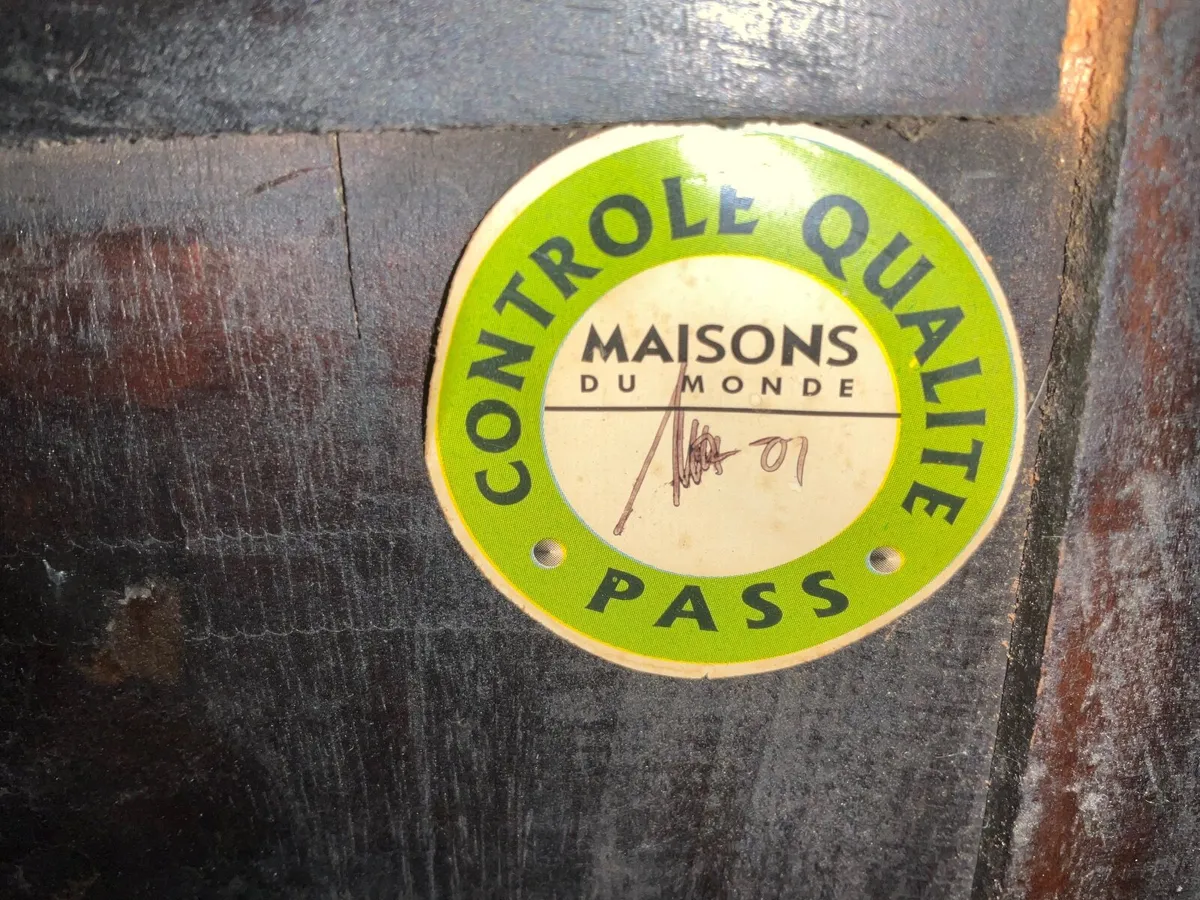 CONTROLE QUALITE
MAISONS
DU MONDE
07
PASS